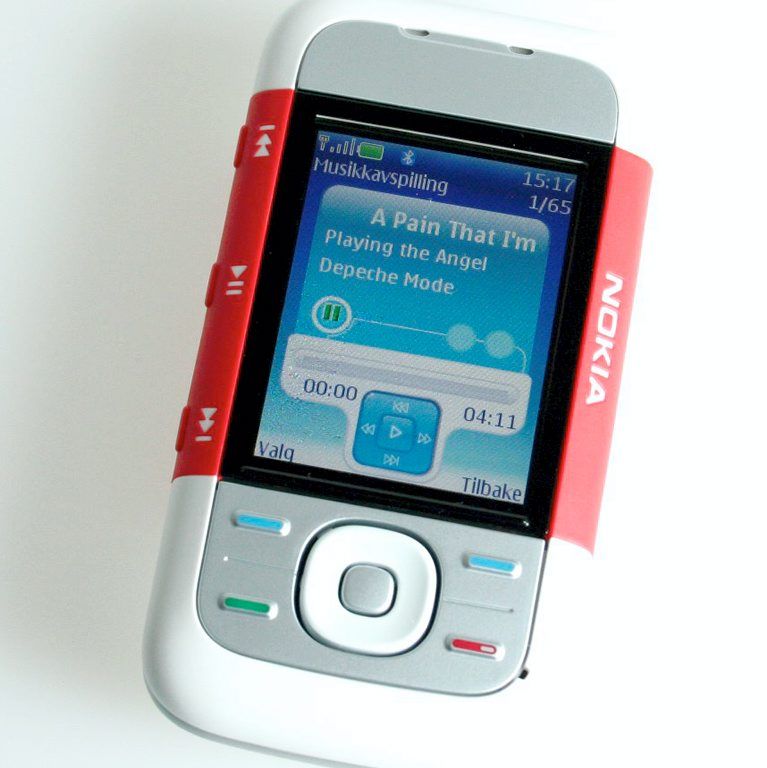 Musikkavspilling
15:17
1/65
A Pain That I'm
Playing the Angel
Depeche Mode
00:00
04:11
Valg
Tilbake
NOKIA